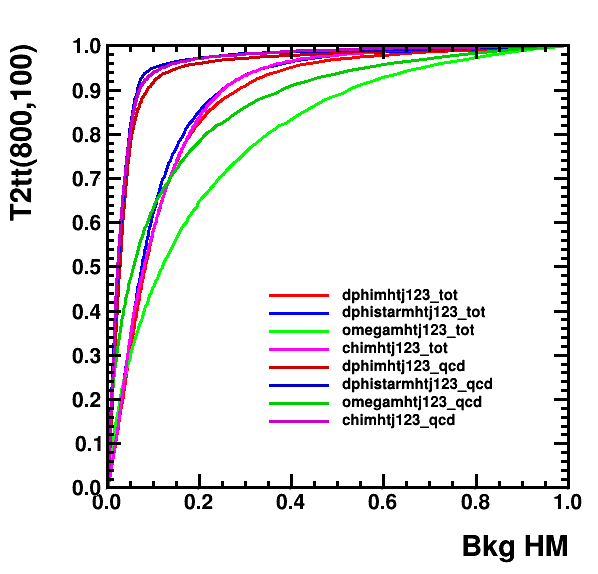 T2tt(800,100)
1.0
0.9
0.8
0.7
0.6
0.5
0.4
0.3
0.2
0.1
0.0
dphimhtj123_tot
dphistarmhtj123_tot
omegamhtj123_tot
chimhtj123_tot
dphimhtj123_qcd
dphistarmhtj123_qcd
omegamhtj123_qcd
chimhtj123_qcd
0.0 0.2 0.4 0.6 0.8 1.0
Bkg HM